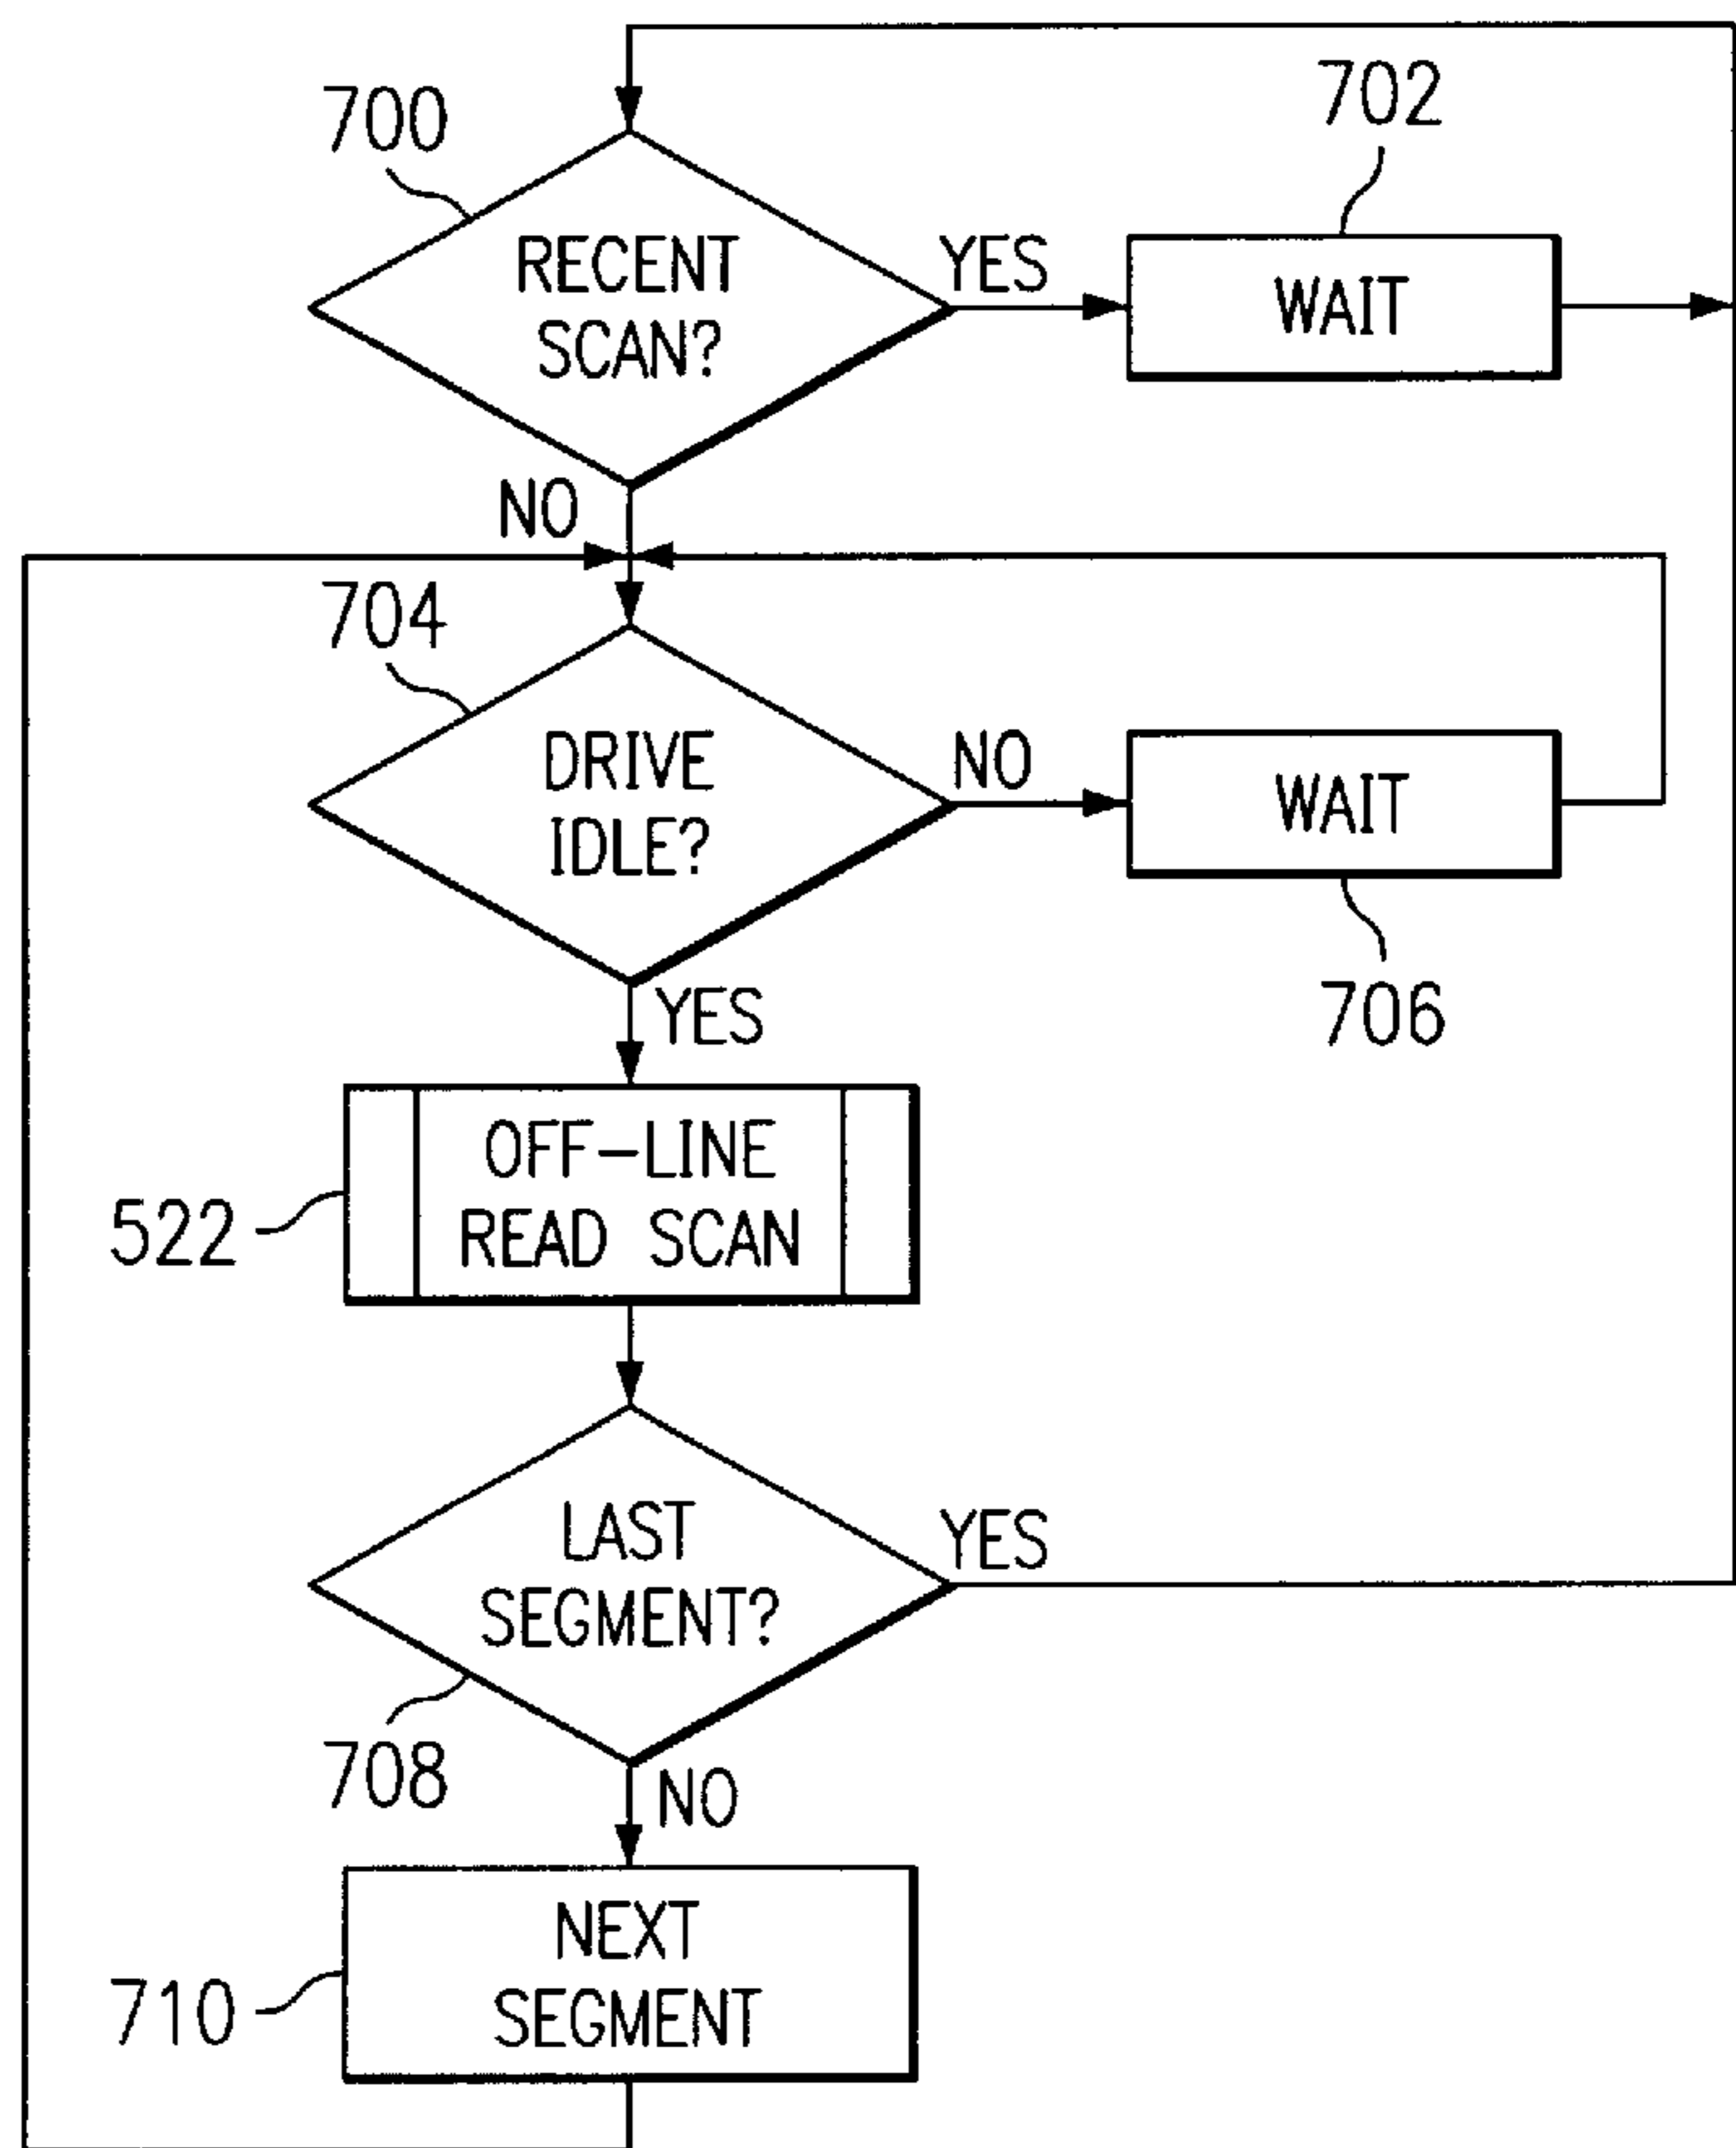 700
702
RECENT
SCAN?
YES
WAIT
NO
704
DRIVE
IDLE?
NO
WAIT
706
YES
OFF-LINE
READ SCAN
522
LAST
SEGMENT?
YES
708
NO
NEXT
SEGMENT
710